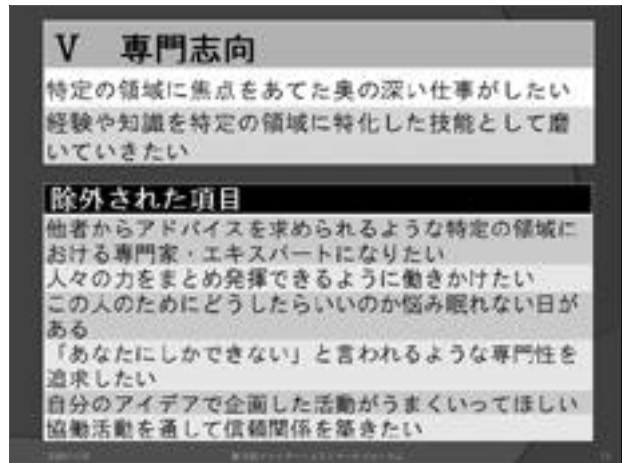 V 専門志向
特定の領域に焦点をあてた奥の深い仕事がしたい
経験や知識を特定の領域に特化した技能として磨
いていきたい
除外された項目
他者からアドバイスを求められるような特定の領域に
おける専門家・エキスパートになりたい
人々の力をまとめ発揮できるように働きかけたい
この人のためにどうしたらいいのか悩み眠れない日が
ある
「あなたにしかできない」と言われるような専門性を
追求したい
自分のアイデアで企画した活動がうまくいってほしい
協働活動を通して信頼関係を築きたい